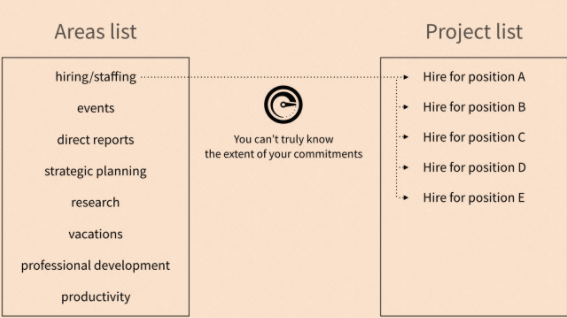 Areas list
hiring/staffing
events
direct reports
strategic planning
research
vacations
professional development
productivity
You can't truly know
the extent of your commitments
Project list
Hire for position A
Hire for position B
Hire for position C
Hire for position D
Hire for position E